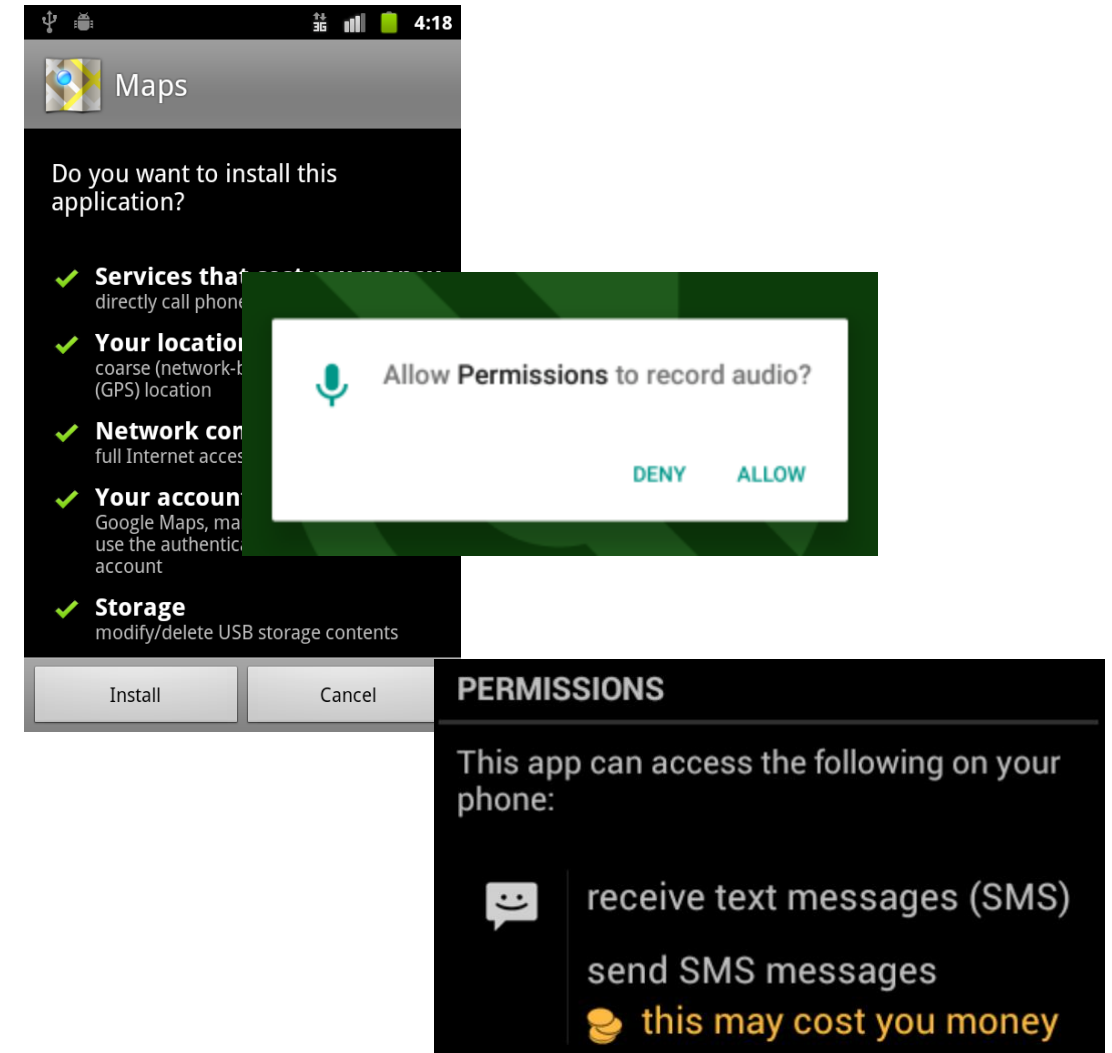 3G 4:18
Maps
Do you want to install this
application?
Services that
directly call phone
Your location
coarse (network-b
(GPS) location
Network con
full Internet acces
Your account
Google Maps, ma
use the authentica
account
Storage
modify/delete USB storage contents
Install Cancel
Allow Permissions to record audio?
DENY ALLOW
PERMISSIONS
This app can access the following on your
phone:
receive text messages (SMS)
send SMS messages
this may cost you money